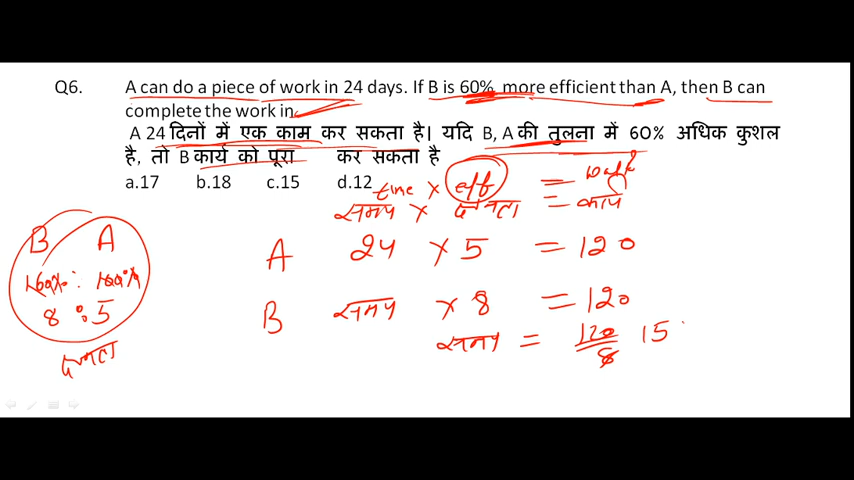 Q6. A can do a piece of work in 24 days. If B is 60% more efficient than A, then B can
complete the work in
A 24 दिनों में एक काम कर सकता है। यदि B, A की तुलना में 60% अधिक कुशल
है, तो B कार्य को पूरा कर सकता है
a.17 b.18 c.15 d.12
time × eff = work
समय × दक्षता = कार्य
B A
160% : 100%
8 : 5
दक्षता
A 24 × 5 = 120
B समय × 8 = 120
समय = 120/8 15